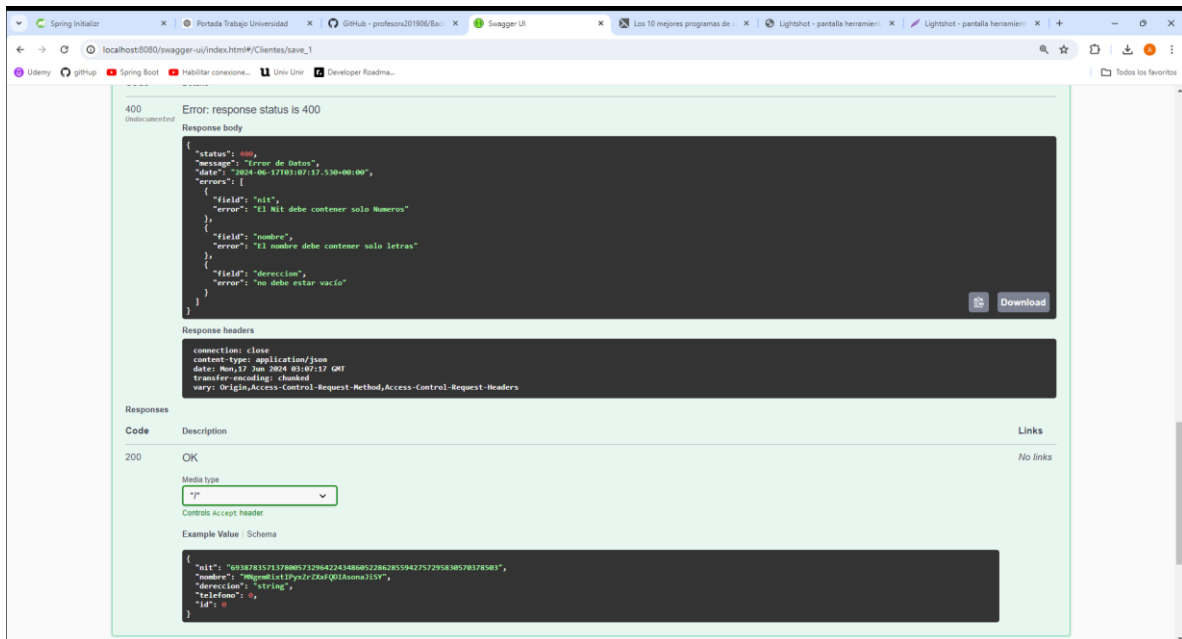 Spring Initializr
Portada Trabajo Universidad
GitHub - profesorx201906/Bac
Swagger UI
Los 10 mejores programas de c
Lightshot - pantalla herramient
Lightshot - pantalla herramient
localhost:8080/swagger-ui/index.html#/Clientes/save_1
Udemy gitHup Spring Boot Habilitar conexione... Univ Unir Developer Roadma... Todos los favoritos
400 Error: response status is 400
Undocumented
Response body
{
"status": 400,
"message": "Error de Datos",
"date": "2024-06-17T03:07:17.530+00:00",
"errors": [
{
"field": "nit",
"error": "El Nit debe contener solo Numeros"
},
{
"field": "nombre",
"error": "El nombre debe contener solo letras"
},
{
"field": "dereccion",
"error": "no debe estar vacío"
}
]
}
Download
Response headers
connection: close
content-type: application/json
date: Mon,17 Jun 2024 03:07:17 GMT
transfer-encoding: chunked
vary: Origin,Access-Control-Request-Method,Access-Control-Request-Headers
Responses
Code Description Links
200 OK No links
Media type
*/*
Controls Accept header.
Example Value Schema
{
"nit":
"nombre":
"dereccion": "string",
"telefono": 0,
"id": 0
}